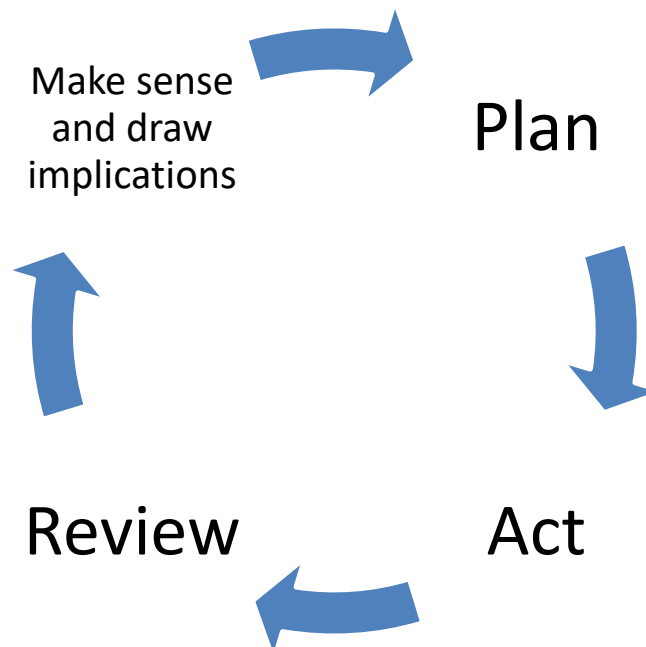 Make sense
and draw
implications
Plan
Review
Act